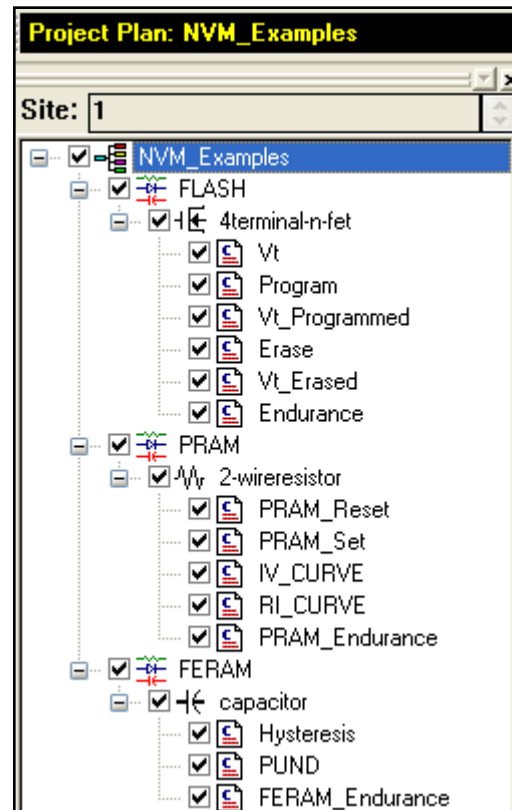 Project Plan: NVM_Examples
Site: 1
NVM_Examples
FLASH
4terminal-n-fet
Vt
Program
Vt_Programmed
Erase
Vt_Erased
Endurance
PRAM
2-wireresistor
PRAM_Reset
PRAM_Set
IV_CURVE
RI_CURVE
PRAM_Endurance
FERAM
capacitor
Hysteresis
PUND
FERAM_Endurance